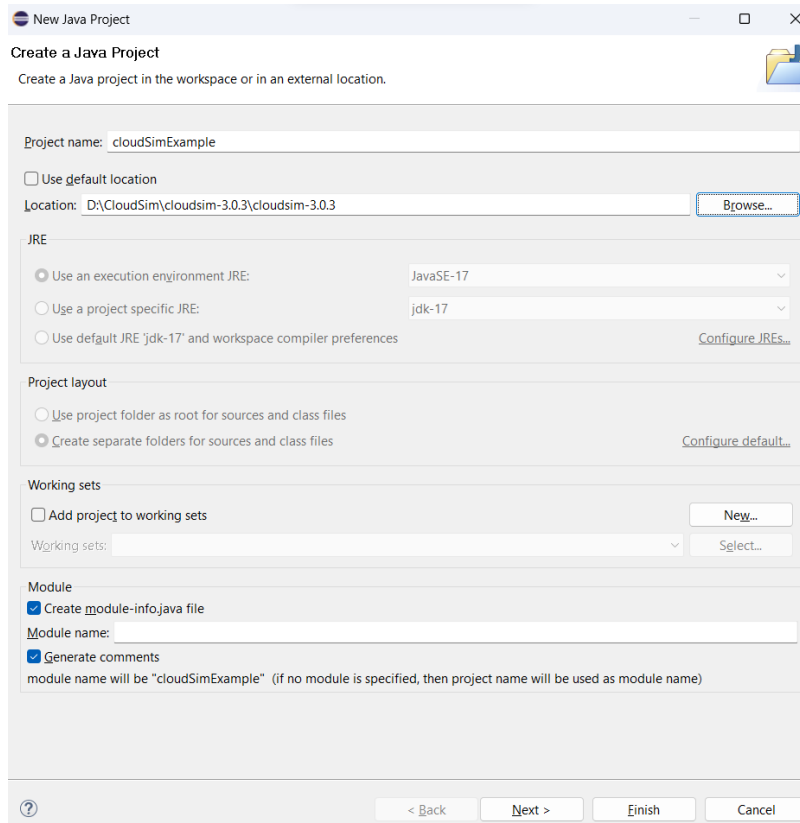 New Java Project
Create a Java Project
Create a Java project in the workspace or in an external location.
Project name: cloudSimExample
Use default location
Location: D:\CloudSim\cloudsim-3.0.3\cloudsim-3.0.3 Browse...
JRE
Use an execution environment JRE: JavaSE-17
Use a project specific JRE: jdk-17
Use default JRE 'jdk-17' and workspace compiler preferences Configure JREs...
Project layout
Use project folder as root for sources and class files
Create separate folders for sources and class files Configure default...
Working sets
Add project to working sets New...
Working sets: Select...
Module
Create module-info.java file
Module name:
Generate comments
module name will be "cloudSimExample" (if no module is specified, then project name will be used as module name)
? < Back Next > Finish Cancel